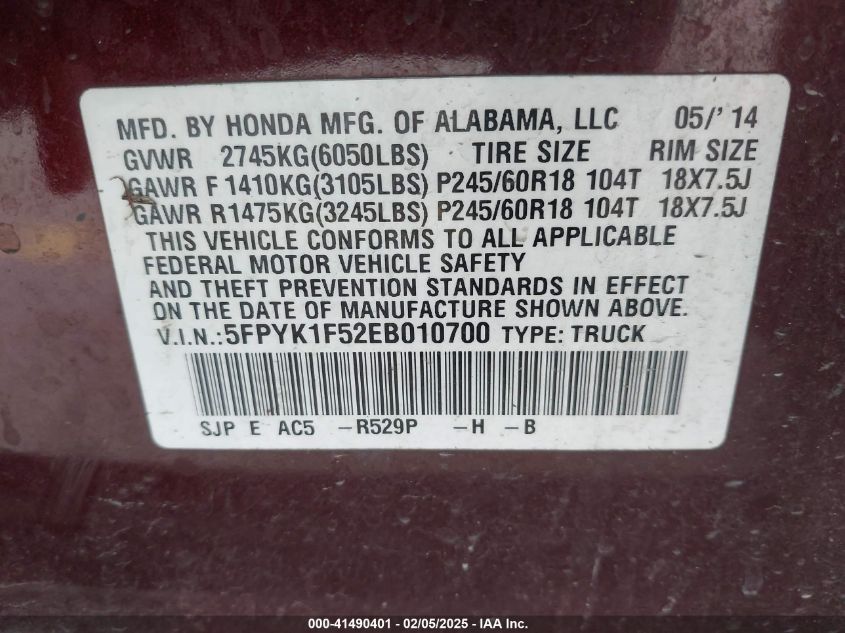 MFD. BY HONDA MFG. OF ALABAMA, LLC 05/'14
GVWR 2745KG(6050LBS) TIRE SIZE RIM SIZE
GAWR F1410KG(3105LBS) P245/60R18 104T 18X7.5J
GAWR R1475KG(3245LBS) P245/60R18 104T 18X7.5J
THIS VEHICLE CONFORMS TO ALL APPLICABLE
FEDERAL MOTOR VEHICLE SAFETY
AND THEFT PREVENTION STANDARDS IN EFFECT
ON THE DATE OF MANUFACTURE SHOWN ABOVE.
V.I.N.:5FPYK1F52EB010700 TYPE: TRUCK
SJP E AC5 -R529P -H -B
000-41490401 - 02/05/2025 - IAA Inc.